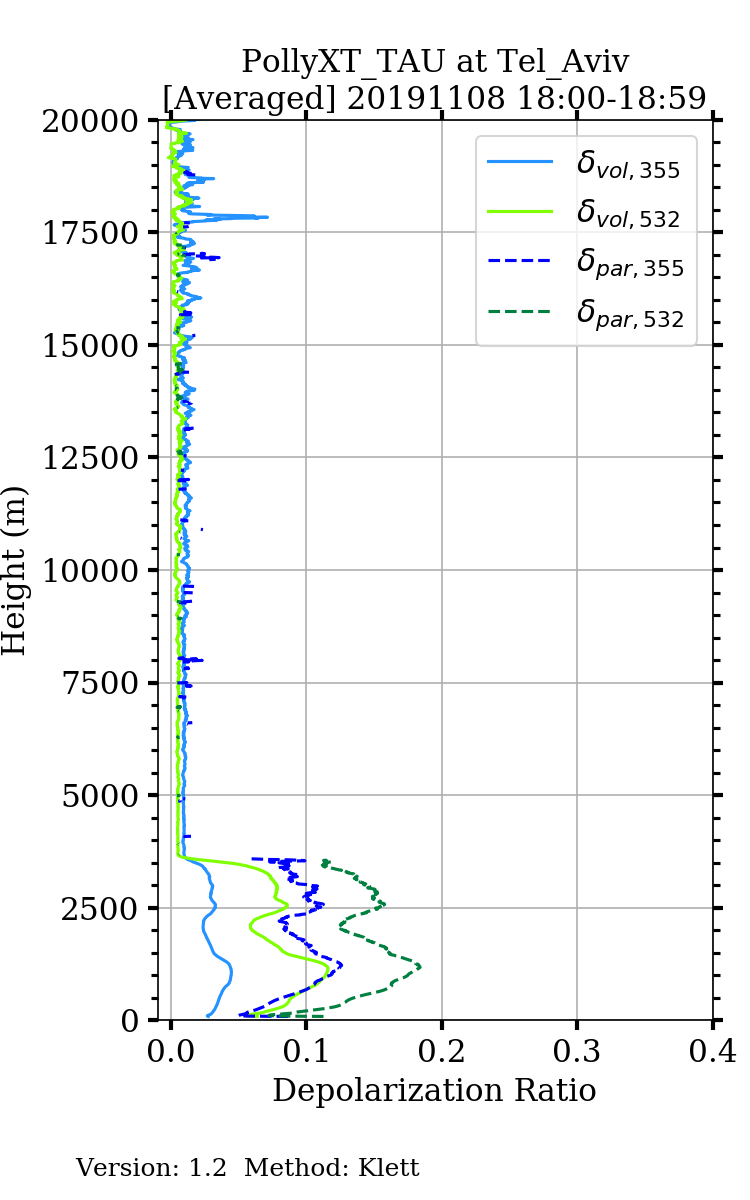 PollyXT_TAU at Tel_Aviv
[Averaged] 20191108 18:00-18:59
20000
17500
15000
12500
10000
7500
5000
2500
0
Height (m)
δvol, 355
δvol, 532
δpar, 355
δpar, 532
0.0 0.1 0.2 0.3 0.4
Depolarization Ratio
Version: 1.2 Method: Klett